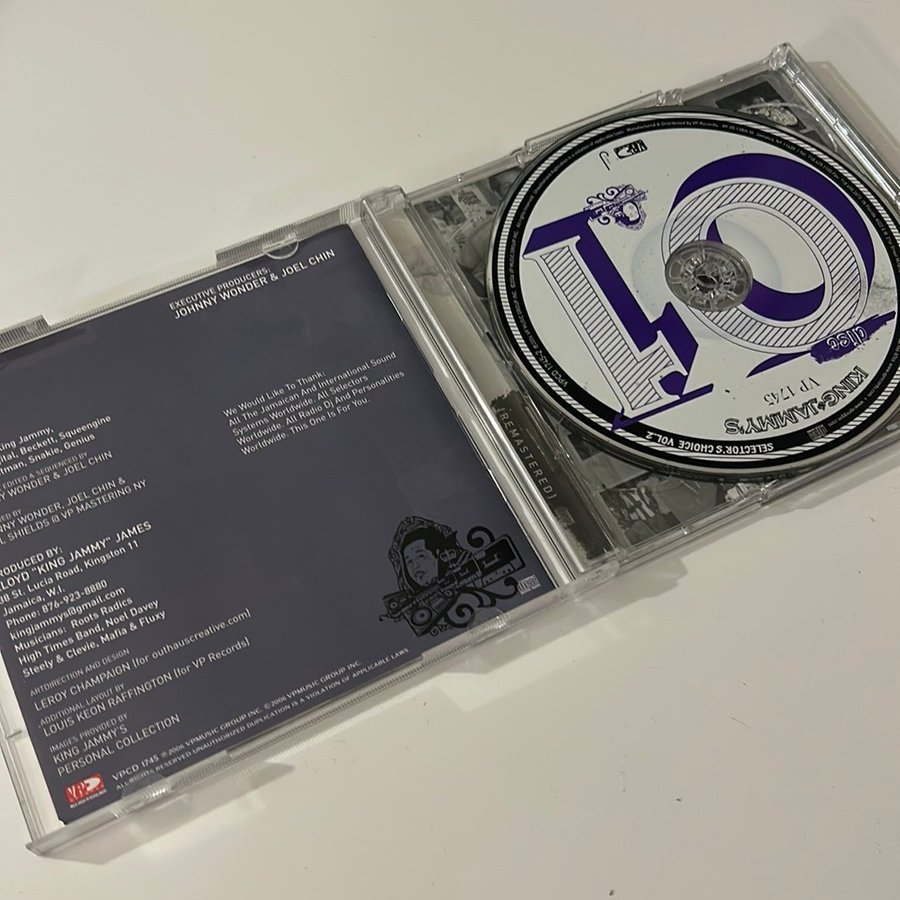 EXECUTIVE PRODUCERS:
JOHNNY WONDER & JOEL CHIN
We Would Like To Thank;
All The Jamaican And International Sound
Systems Worldwide. All Selectors
Worldwide. All Radio Dj And Personalities
Worldwide. This One Is For You.
King Jammy,
Beckett, Squeengine
Snakie, Genius
EDITED & SEQUENCED BY
WONDER & JOEL CHIN
WONDER, JOEL CHIN &
SHIELDS @ VP MASTERING NY
PRODUCED BY:
LLOYD "KING JAMMY" JAMES
38 St. Lucia Road, Kingston 11
Jamaica, W.I.
Phone: 876-923-8880
kingjammys@gmail.com
Musicians: Roots Radics
High Times Band, Noel Davey
Steely & Clevie, Mafia & Fluxy
ARTDIRECTION AND DESIGN
LEROY CHAMPAIGN (for outhauscreative.com)
ADDITIONAL LAYOUT BY
LOUIS KEON RAFFINGTON (for VP Records)
IMAGES PROVIDED BY
KING JAMMY'S
PERSONAL COLLECTION
VP
VPCD 1745 ℗ 2006 VPMUSIC GROUP INC. © 2006 VPMUSIC GROUP INC.
ALL RIGHTS RESERVED UNAUTHORIZED DUPLICATION IS A VIOLATION OF APPLICABLE LAWS
(REMASTERED)
VP
disc
KING JAMMY'S
VP 1745
SELECTOR'S CHOICE VOL.2
VPCD 1745-2